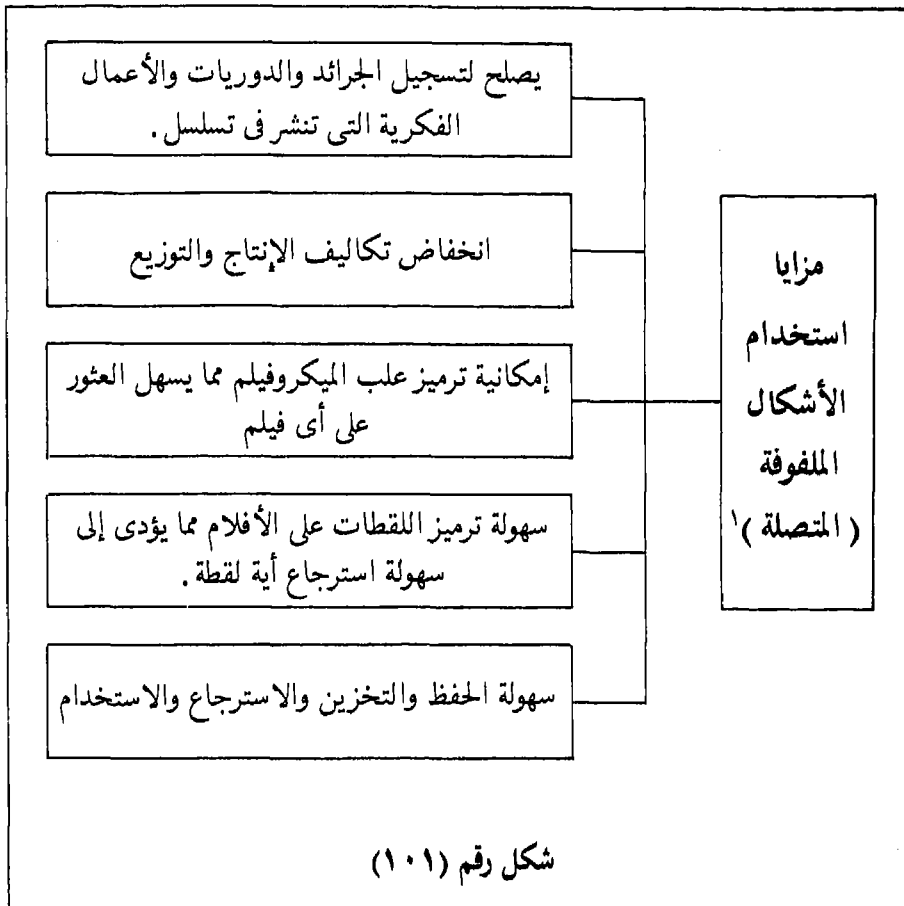 مزايا
استخدام
الأشكال
الملفوفة
( المتصلة )١
يصلح لتسجيل الجرائد والدوريات والأعمال
الفكرية التى تنشر فى تسلسل .
انخفاض تكاليف الإنتاج والتوزيع
إمكانية ترميز علب الميكروفيلم مما يسهل العثور
على أى فيلم
سهولة ترميز اللقطات على الأفلام مما يؤدى إلى
سهولة استرجاع أية لقطة .
سهولة الحفظ والتخزين والاسترجاع والاستخدام
شكل رقم (١٠١)